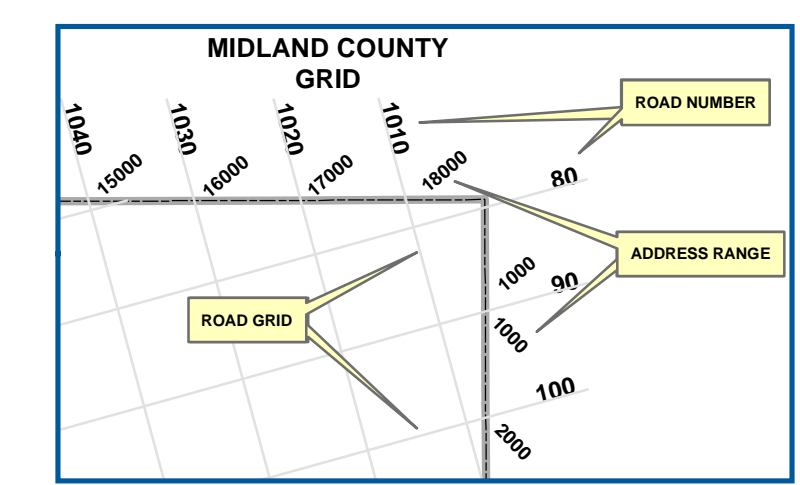 MIDLAND COUNTY
GRID
1040
1030
1020
1010
ROAD NUMBER
15000
16000
17000
18000
80
ADDRESS RANGE
1000
90
ROAD GRID
1000
100
2000